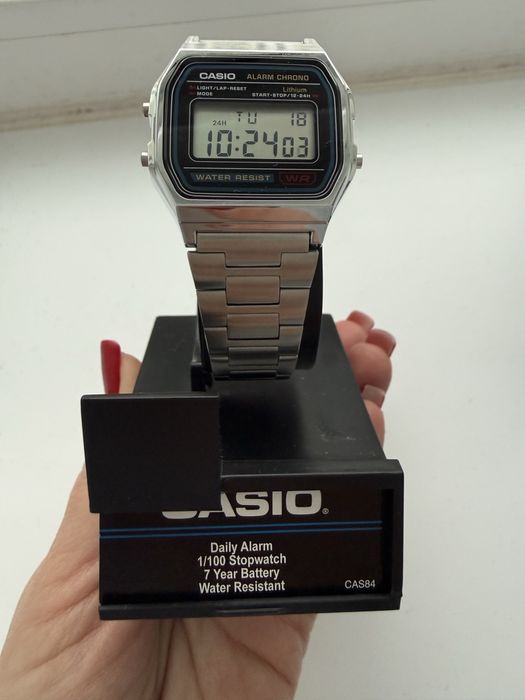 CASIO ALARM CHRONO
LIGHT/LAP-RESET Lithium
MODE START-STOP/12-24H
24H TU 18
10:24 03
WATER RESIST WR
CASIO®
Daily Alarm
1/100 Stopwatch
7 Year Battery
Water Resistant
CAS84